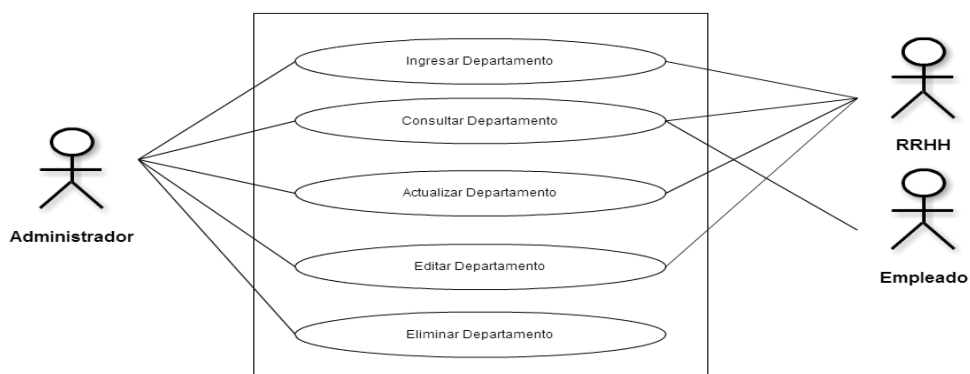 Ingresar Departamento
Consultar Departamento
RRHH
Actualizar Departamento
Administrador
Editar Departamento
Empleado
Eliminar Departamento